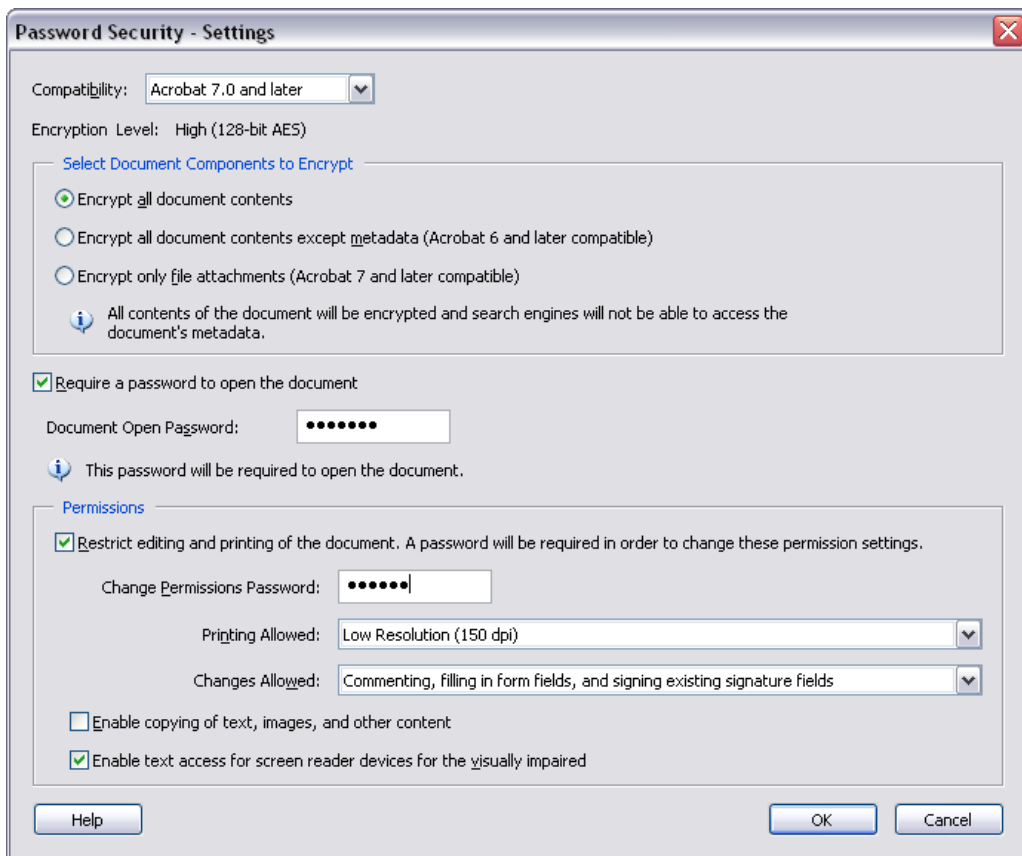 Password Security - Settings
Compatibility: Acrobat 7.0 and later
Encryption Level: High (128-bit AES)
Select Document Components to Encrypt
Encrypt all document contents
Encrypt all document contents except metadata (Acrobat 6 and later compatible)
Encrypt only file attachments (Acrobat 7 and later compatible)
All contents of the document will be encrypted and search engines will not be able to access the
document's metadata.
Require a password to open the document
Document Open Password: •••••••
This password will be required to open the document.
Permissions
Restrict editing and printing of the document. A password will be required in order to change these permission settings.
Change Permissions Password: ••••••
Printing Allowed: Low Resolution (150 dpi)
Changes Allowed: Commenting, filling in form fields, and signing existing signature fields
Enable copying of text, images, and other content
Enable text access for screen reader devices for the visually impaired
Help OK Cancel